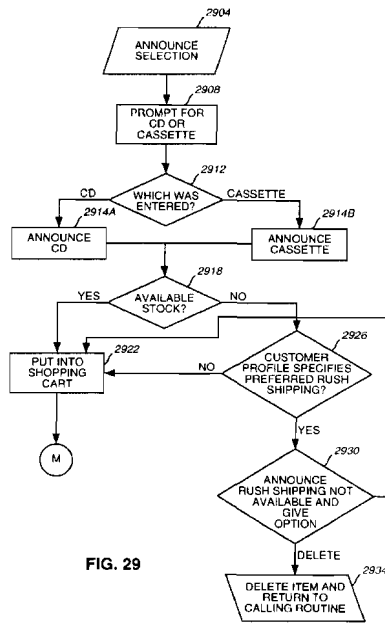 2904
ANNOUNCE
SELECTION
2908
PROMPT FOR
CD OR
CASSETTE
2912
WHICH WAS
ENTERED?
CD
CASSETTE
2914A
2914B
ANNOUNCE
CD
ANNOUNCE
CASSETTE
2918
AVAILABLE
STOCK?
YES
NO
2922
PUT INTO
SHOPPING
CART
2926
CUSTOMER
PROFILE SPECIFIES
PREFERRED RUSH
SHIPPING?
NO
YES
M
2930
ANNOUNCE
RUSH SHIPPING NOT
AVAILABLE AND
GIVE
OPTION
DELETE
FIG. 29
2934
DELETE ITEM AND
RETURN TO
CALLING ROUTINE